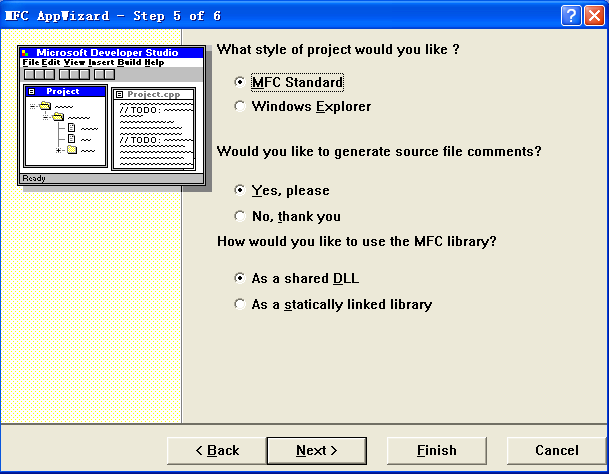 MFC AppWizard - Step 5 of 6
Microsoft Developer Studio
File Edit View Insert Build Help
Project
Project.cpp
// TODO:
// TODO:
Ready
What style of project would you like ?
MFC Standard
Windows Explorer
Would you like to generate source file comments?
Yes, please
No, thank you
How would you like to use the MFC library?
As a shared DLL
As a statically linked library
< Back
Next >
Finish
Cancel